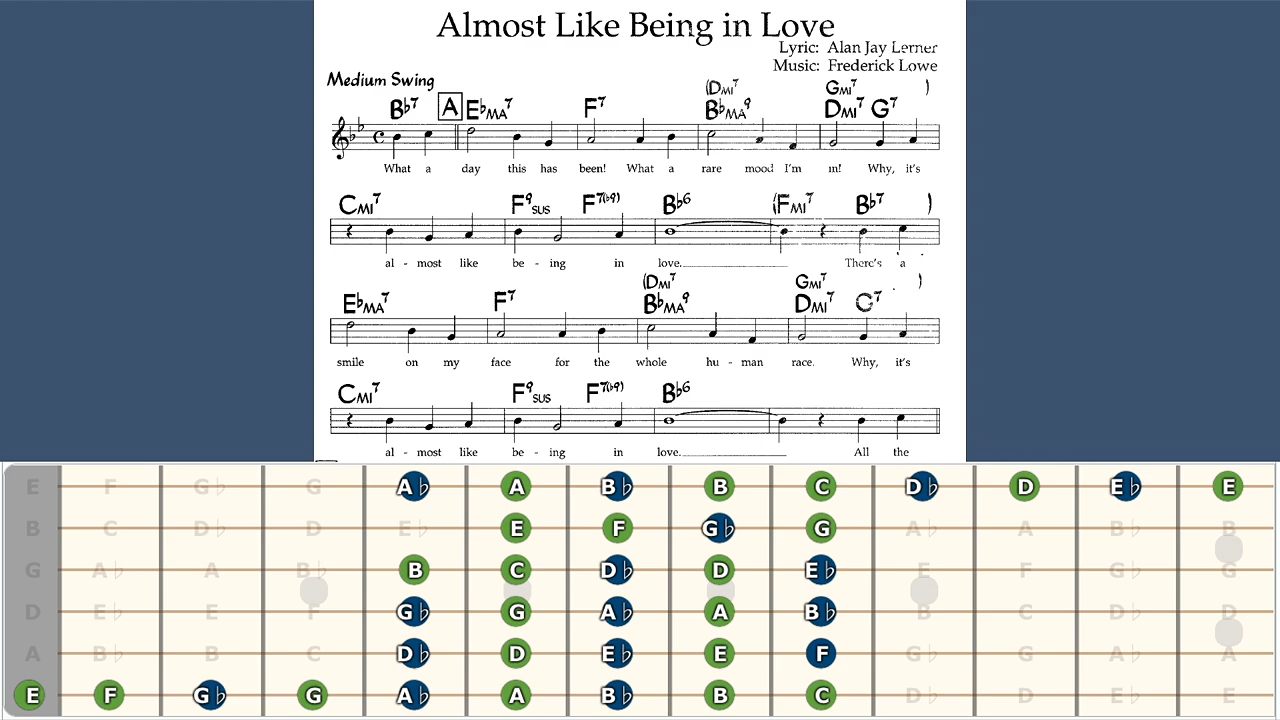 Almost Like Being in Love
Lyric: Alan Jay Lerner
Music: Frederick Lowe
Medium Swing
(DMI7 GMI7 )
B♭7 A E♭MA7 F7 B♭MA9 DMI7 G7
What a day this has been! What a rare mood I'm in! Why, it's
CMI7 F9SUS F7(♭9) B♭6 (FMI7 B♭7 )
al - most like be - ing in love. There's a
(DMI7 GMI7 )
E♭MA7 F7 B♭MA9 DMI7 G7
smile on my face for the whole hu - man race. Why, it's
CMI7 F9SUS F7(♭9) B♭6
al - most like be - ing in love. All the
E F G♭ G A♭ A B♭ B C D♭ D E♭ E
B C D♭ D E♭ E F G♭ G A♭ A B♭ B
G A♭ A B♭ B C D♭ D E♭ E F G♭ G
D E♭ E F G♭ G A♭ A B♭ B C D♭ D
A B♭ B C D♭ D E♭ E F G♭ G A♭ A
E F G♭ G A♭ A B♭ B C D♭ D E♭ E